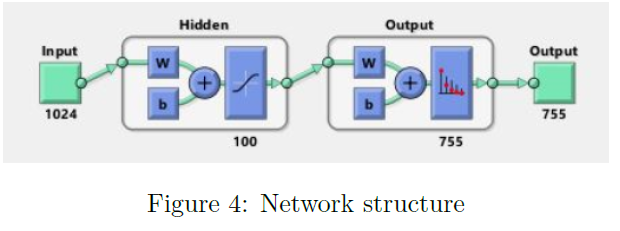 Hidden
Output
Input
Output
W
W
+
+
b
b
1024
755
100
755
Figure 4: Network structure